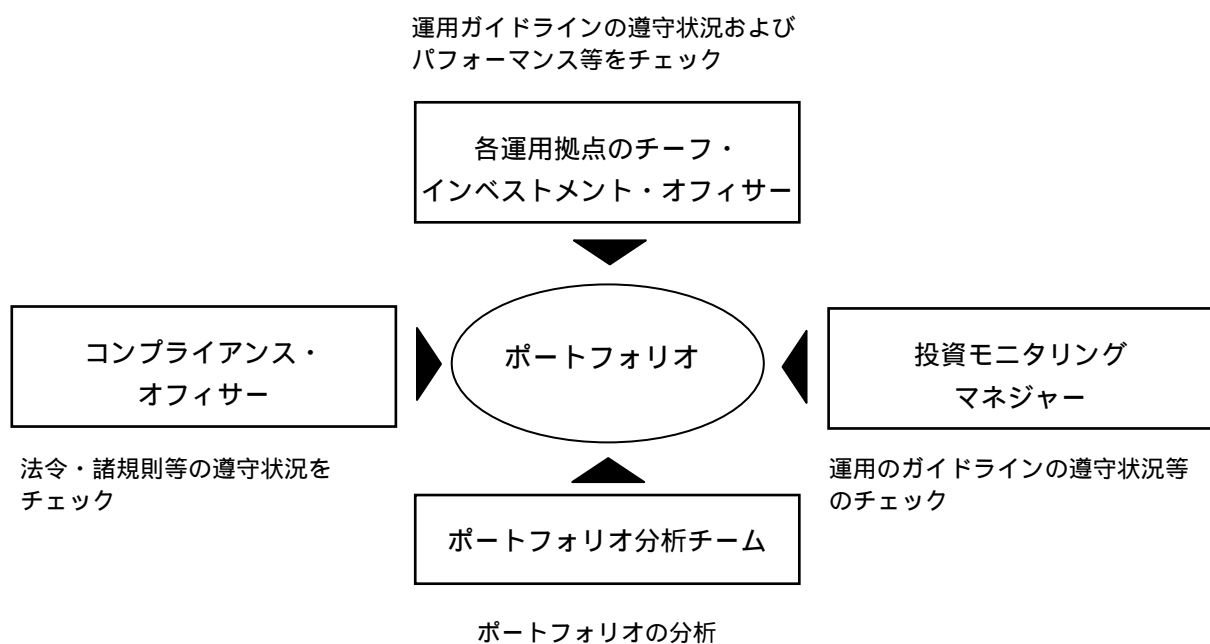 運用ガイドラインの遵守状況および
パフォーマンス等をチェック
各運用拠点のチーフ・
インベストメント・オフィサー
コンプライアンス・
オフィサー
ポートフォリオ
投資モニタリング
マネジャー
法令・諸規則等の遵守状況を
チェック
運用のガイドラインの遵守状況等
のチェック
ポートフォリオ分析チーム
ポートフォリオの分析